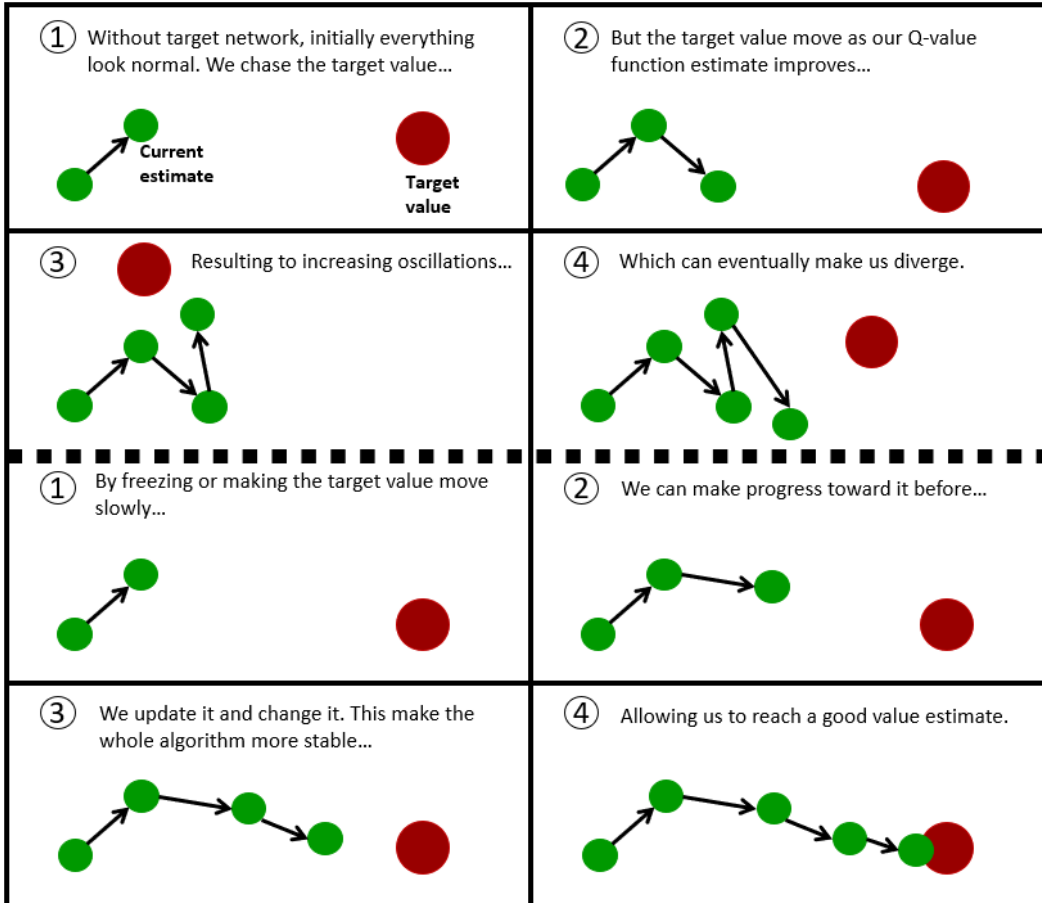 ① Without target network, initially everything
look normal. We chase the target value…
Current
estimate
Target
value
② But the target value move as our Q-value
function estimate improves…
③ Resulting to increasing oscillations…
④ Which can eventually make us diverge.
① By freezing or making the target value move
slowly…
② We can make progress toward it before…
③ We update it and change it. This make the
whole algorithm more stable…
④ Allowing us to reach a good value estimate.